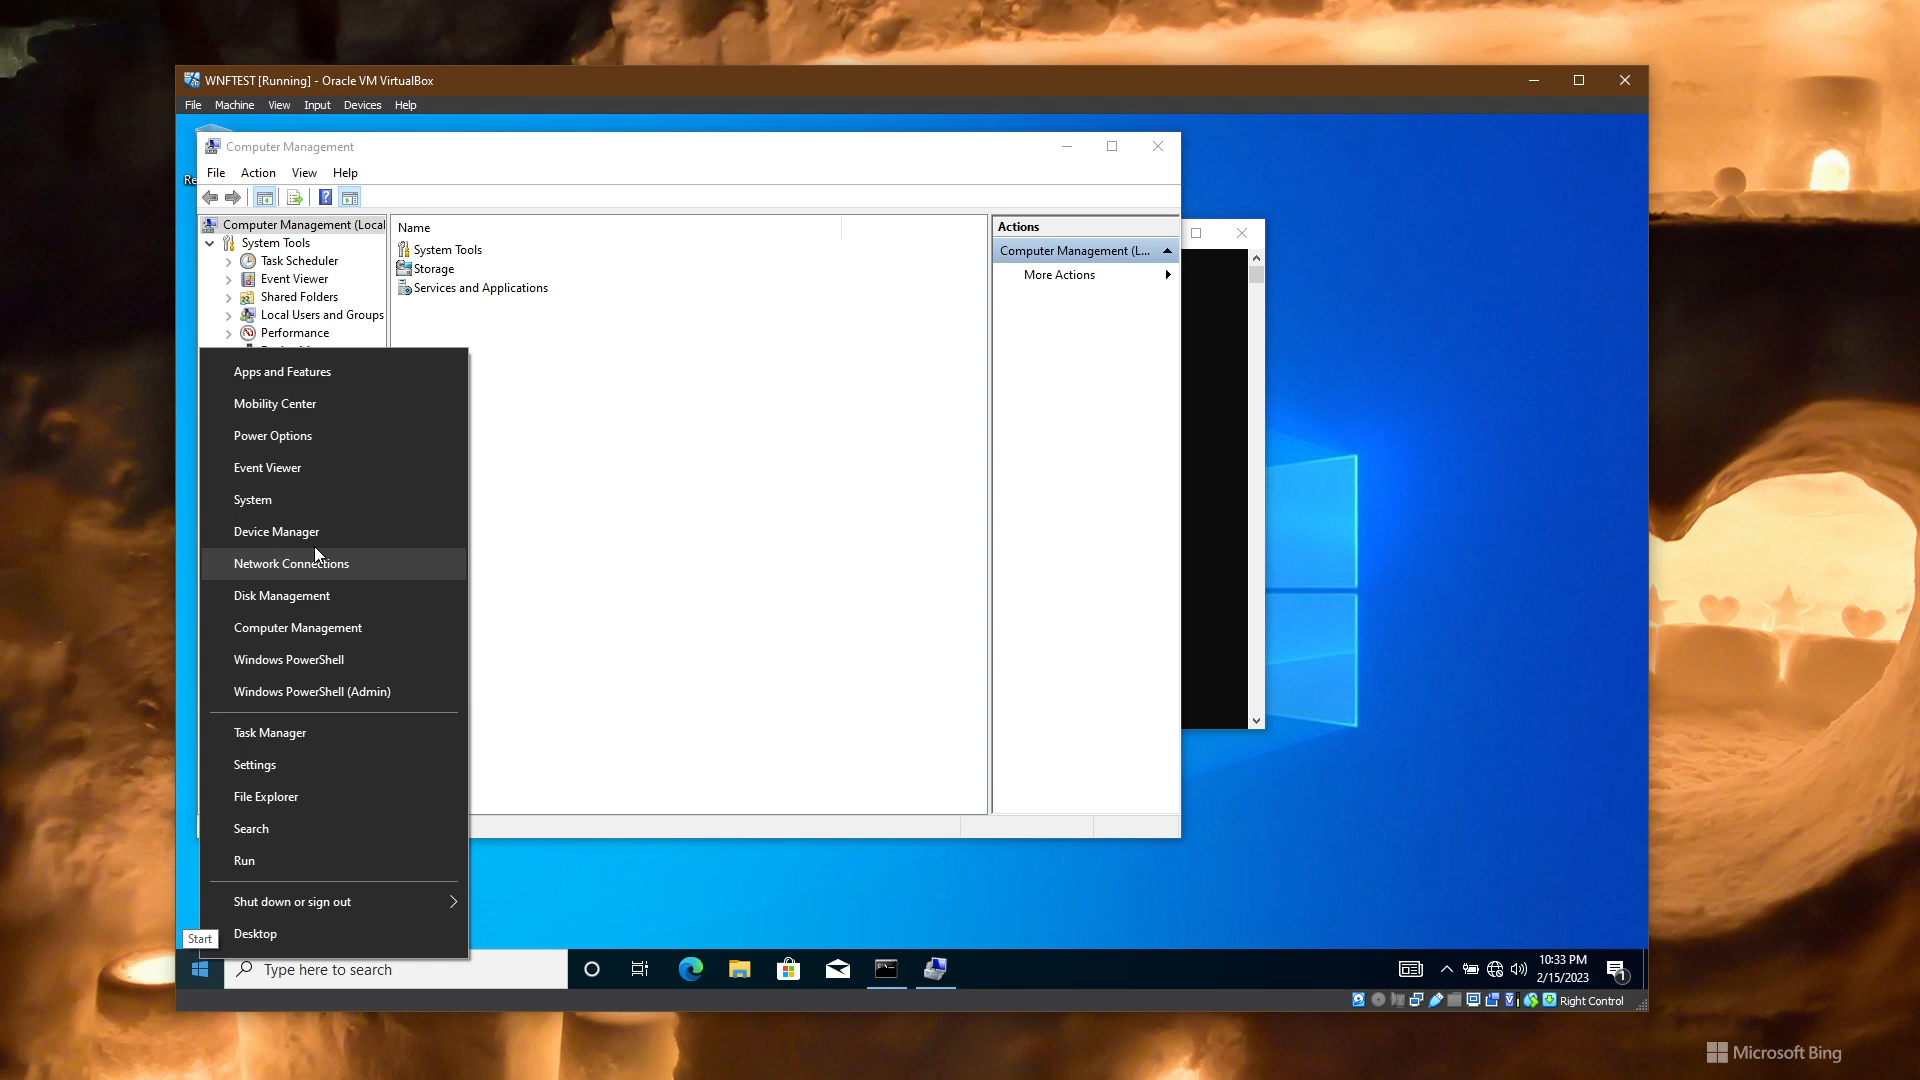 WNFTEST [Running] - Oracle VM VirtualBox
File Machine View Input Devices Help
Computer Management
File Action View Help
Computer Management (Local
System Tools
Task Scheduler
Event Viewer
Shared Folders
Local Users and Groups
Performance
Name
System Tools
Storage
Services and Applications
Actions
Computer Management (L...
More Actions
Apps and Features
Mobility Center
Power Options
Event Viewer
System
Device Manager
Network Connections
Disk Management
Computer Management
Windows PowerShell
Windows PowerShell (Admin)
Task Manager
Settings
File Explorer
Search
Run
Shut down or sign out
Desktop
Start
Type here to search
10:33 PM
2/15/2023
1
Right Control
Microsoft Bing